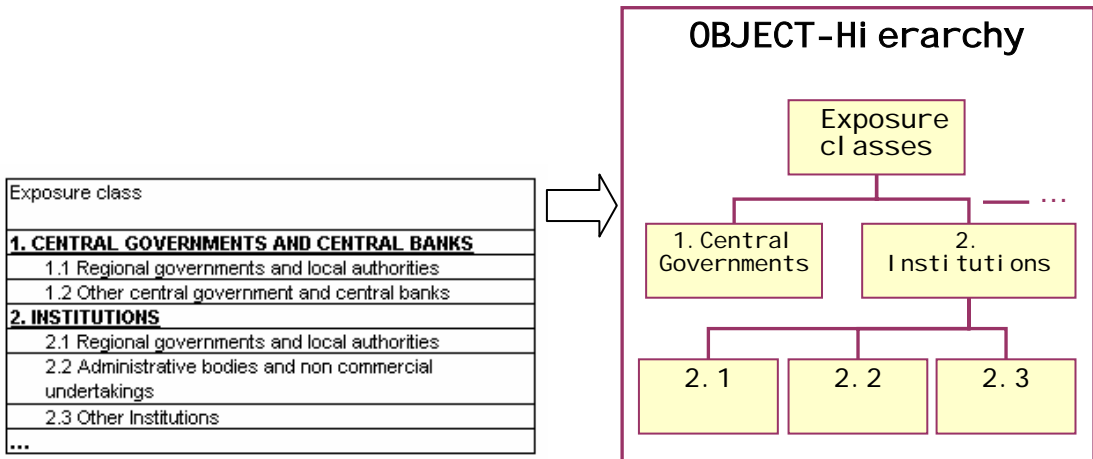 Exposure class
1. CENTRAL GOVERNMENTS AND CENTRAL BANKS
1.1 Regional governments and local authorities
1.2 Other central government and central banks
2. INSTITUTIONS
2.1 Regional governments and local authorities
2.2 Administrative bodies and non commercial
undertakings
2.3 Other Institutions
...
OBJECT-Hierarchy
Exposure
classes
...
1. Central
Governments
2.
Institutions
2.1
2.2
2.3